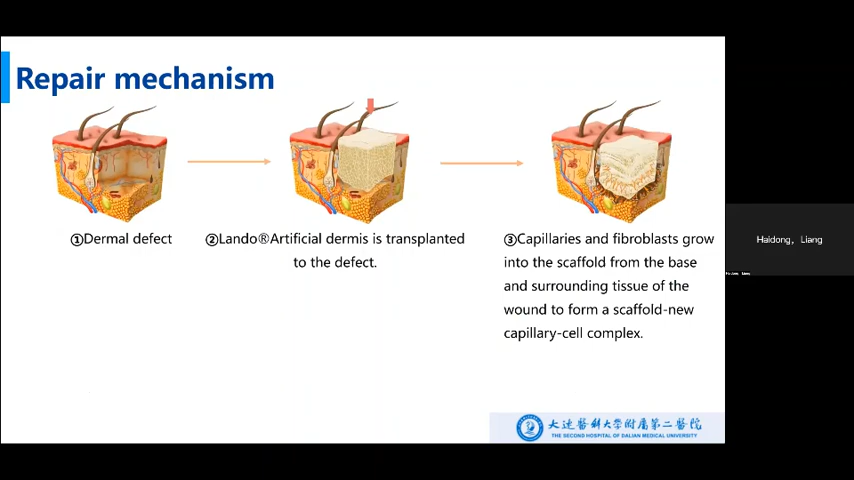 Repair mechanism
①Dermal defect
②Lando®Artificial dermis is transplanted
to the defect.
③Capillaries and fibroblasts grow
into the scaffold from the base
and surrounding tissue of the
wound to form a scaffold-new
capillary-cell complex.
Haidong, Liang
大连医科大学附属第二医院
THE SECOND HOSPITAL OF DALIAN MEDICAL UNIVERSITY